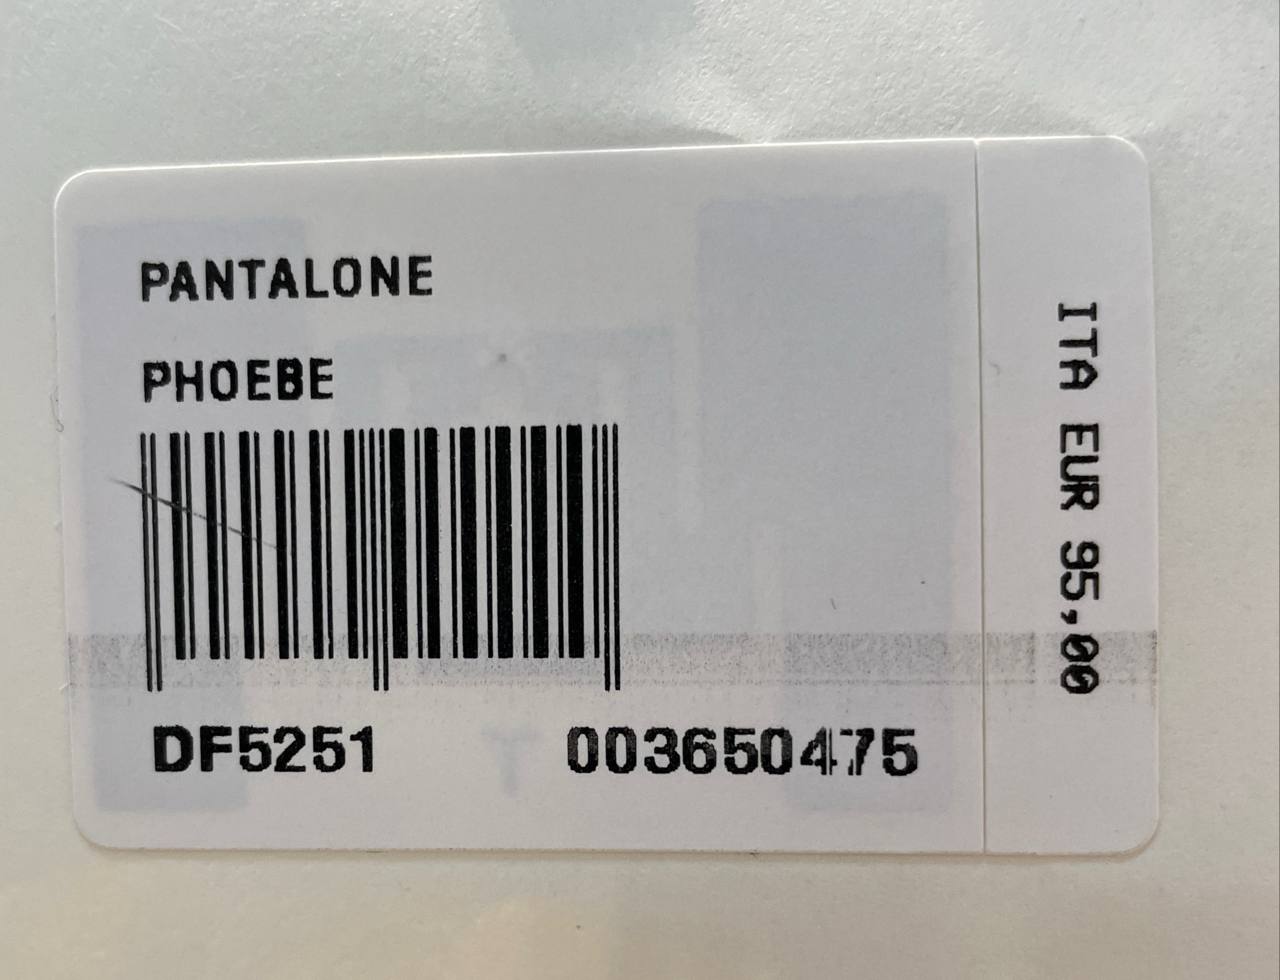 PANTALONE
PHOEBE
DF5251 003650475
ITA EUR 95,00